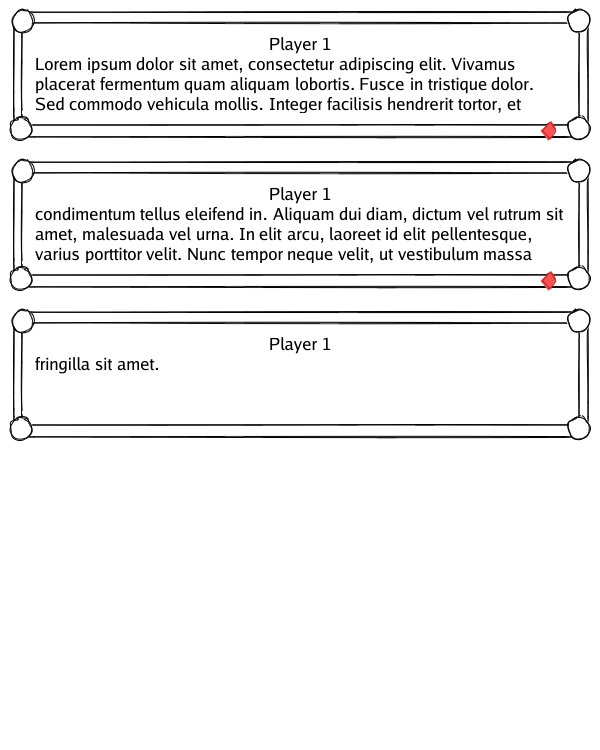 Player 1
Lorem ipsum dolor sit amet, consectetur adipiscing elit. Vivamus
placerat fermentum quam aliquam lobortis. Fusce in tristique dolor.
Sed commodo vehicula mollis. Integer facilisis hendrerit tortor, et
Player 1
condimentum tellus eleifend in. Aliquam dui diam, dictum vel rutrum sit
amet, malesuada vel urna. In elit arcu, laoreet id elit pellentesque,
varius porttitor velit. Nunc tempor neque velit, ut vestibulum massa
Player 1
fringilla sit amet.